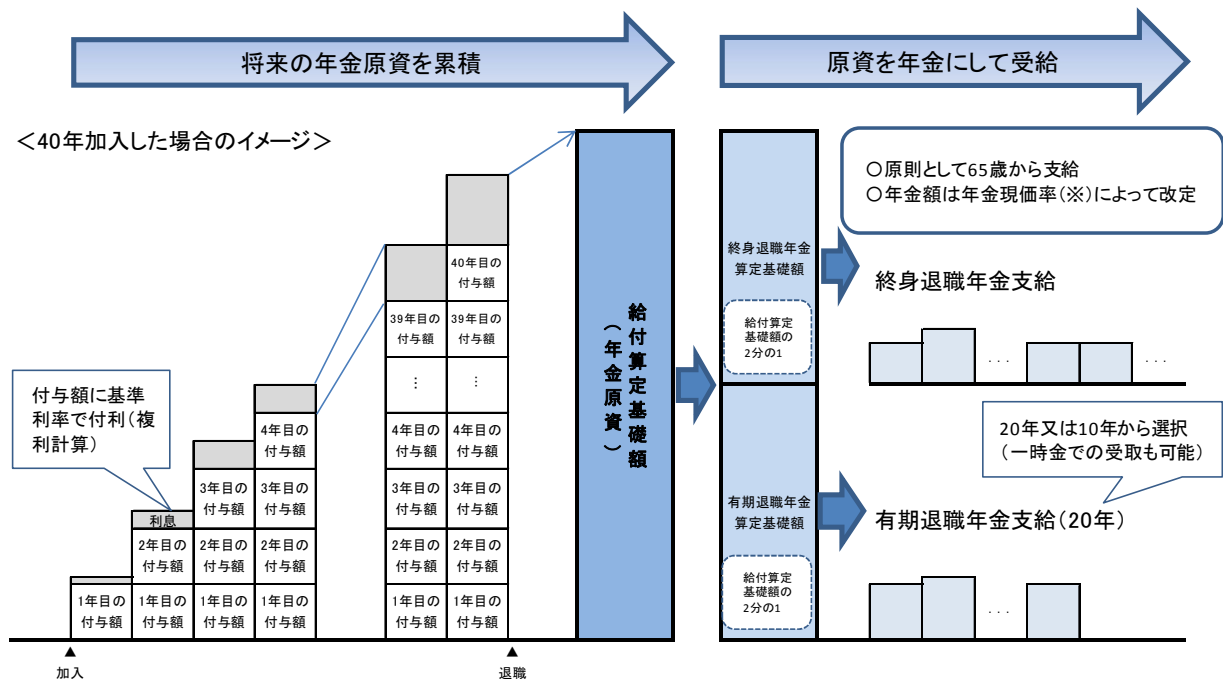 将来の年金原資を累積
原資を年金にして受給
＜40年加入した場合のイメージ＞
○原則として65歳から支給
○年金額は年金現価率(※)によって改定
付与額に基準
利率で付利(複
利計算)
利息
1年目の
付与額
2年目の
付与額
1年目の
付与額
3年目の
付与額
2年目の
付与額
1年目の
付与額
4年目の
付与額
3年目の
付与額
2年目の
付与額
1年目の
付与額
39年目の
付与額
…
4年目の
付与額
3年目の
付与額
2年目の
付与額
1年目の
付与額
40年目の
付与額
39年目の
付与額
…
4年目の
付与額
3年目の
付与額
2年目の
付与額
1年目の
付与額
▲
加入
▲
退職
給付算定基礎額
(年金原資)
終身退職年金
算定基礎額
給付算定
基礎額の
2分の1
終身退職年金支給
...
...
有期退職年金
算定基礎額
給付算定
基礎額の
2分の1
20年又は10年から選択
(一時金での受取も可能)
有期退職年金支給(20年)
...